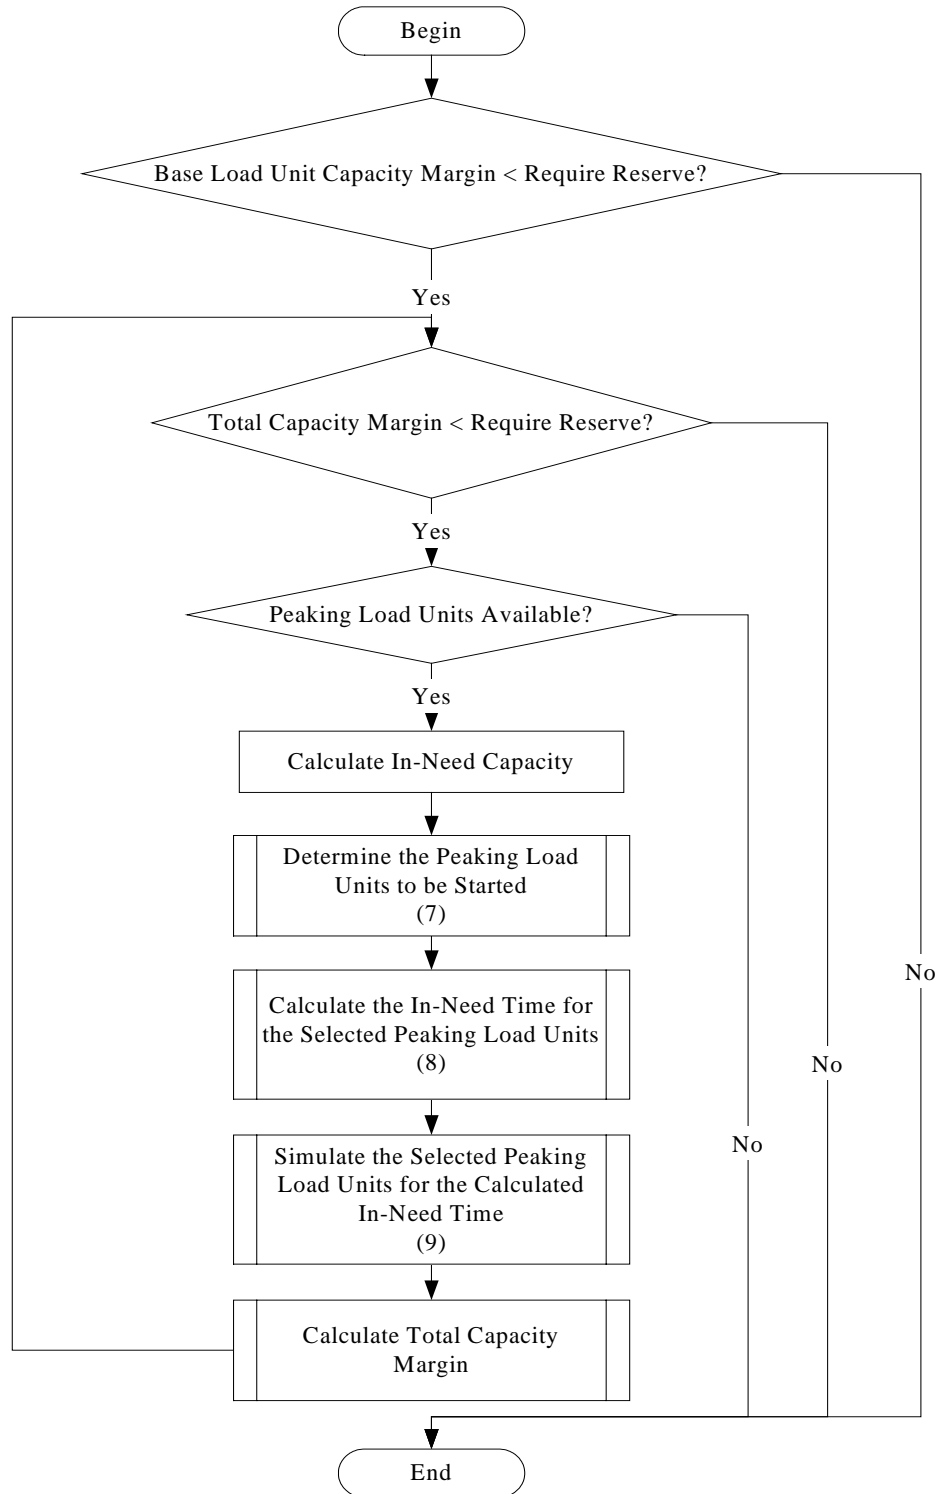 Begin
Base Load Unit Capacity Margin < Require Reserve?
Yes
Total Capacity Margin < Require Reserve?
Yes
Peaking Load Units Available?
Yes
Calculate In-Need Capacity
Determine the Peaking Load
Units to be Started
(7)
Calculate the In-Need Time for
the Selected Peaking Load Units
(8)
Simulate the Selected Peaking
Load Units for the Calculated
In-Need Time
(9)
Calculate Total Capacity
Margin
No
No
No
End